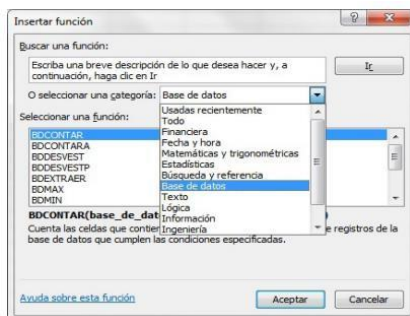 Insertar función
Buscar una función:
Escriba una breve descripción de lo que desea hacer y, a
continuación, haga clic en Ir
Ir
O seleccionar una categoría: Base de datos
Usadas recientemente
Todo
Financiera
Fecha y hora
Matemáticas y trigonométricas
Estadísticas
Búsqueda y referencia
Base de datos
Texto
Lógica
Información
Ingeniería
Seleccionar una función:
BDCONTAR
BDCONTARA
BDDESVEST
BDDESVESTP
BDEXTRAER
BDMAX
BDMIN
BDCONTAR(base_de_dat )
Cuenta las celdas que contier e registros de la
base de datos que cumplen las condiciones especificadas.
Ayuda sobre esta función
Aceptar
Cancelar